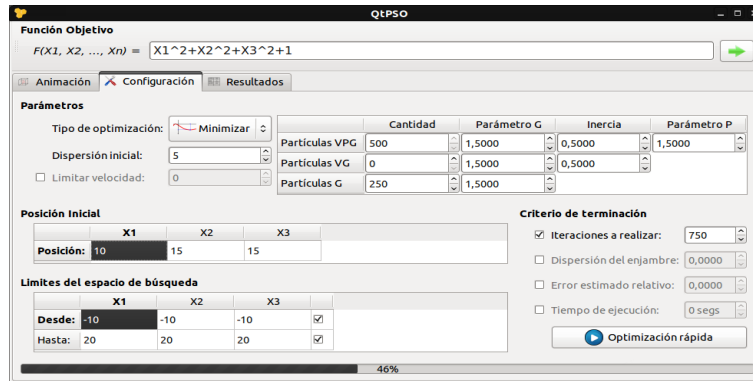 QtPSO
Función Objetivo
F(X1, X2, ..., Xn) = X1^2+X2^2+X3^2+1
Animación Configuración Resultados
Parámetros
Tipo de optimización: Minimizar
Dispersión inicial: 5
Limitar velocidad: 0
Cantidad Parámetro G Inercia Parámetro P
Partículas VPG 500 1,5000 0,5000 1,5000
Partículas VG 0 1,5000 0,5000
Partículas G 250 1,5000
Posición Inicial
X1 X2 X3
Posición: 10 15 15
Limites del espacio de búsqueda
X1 X2 X3
Desde: -10 -10 -10
Hasta: 20 20 20
Criterio de terminación
Iteraciones a realizar: 750
Dispersión del enjambre: 0,0000
Error estimado relativo: 0,0000
Tiempo de ejecución: 0 segs
Optimización rápida
46%